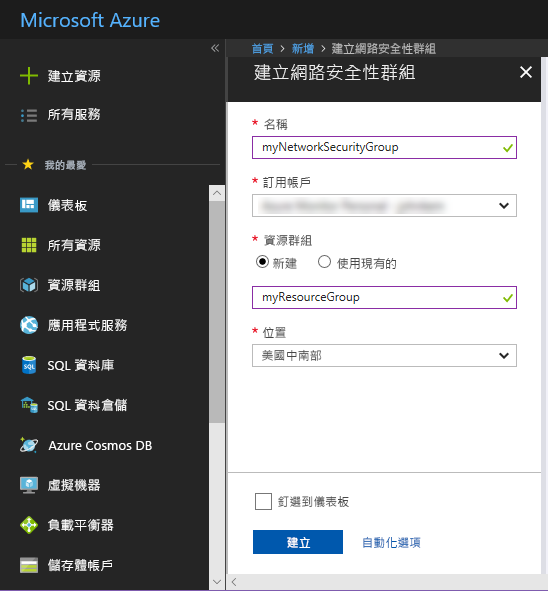 Microsoft Azure
建立資源
所有服務
我的最愛
儀表板
所有資源
資源群組
應用程式服務
SQL 資料庫
SQL 資料倉儲
Azure Cosmos DB
虛擬機器
負載平衡器
儲存體帳戶
首頁 > 新增 > 建立網路安全性群組
建立網路安全性群組
* 名稱
myNetworkSecurityGroup
* 訂用帳戶
* 資源群組
新建 使用現有的
myResourceGroup
* 位置
美國中南部
釘選到儀表板
建立 自動化選項